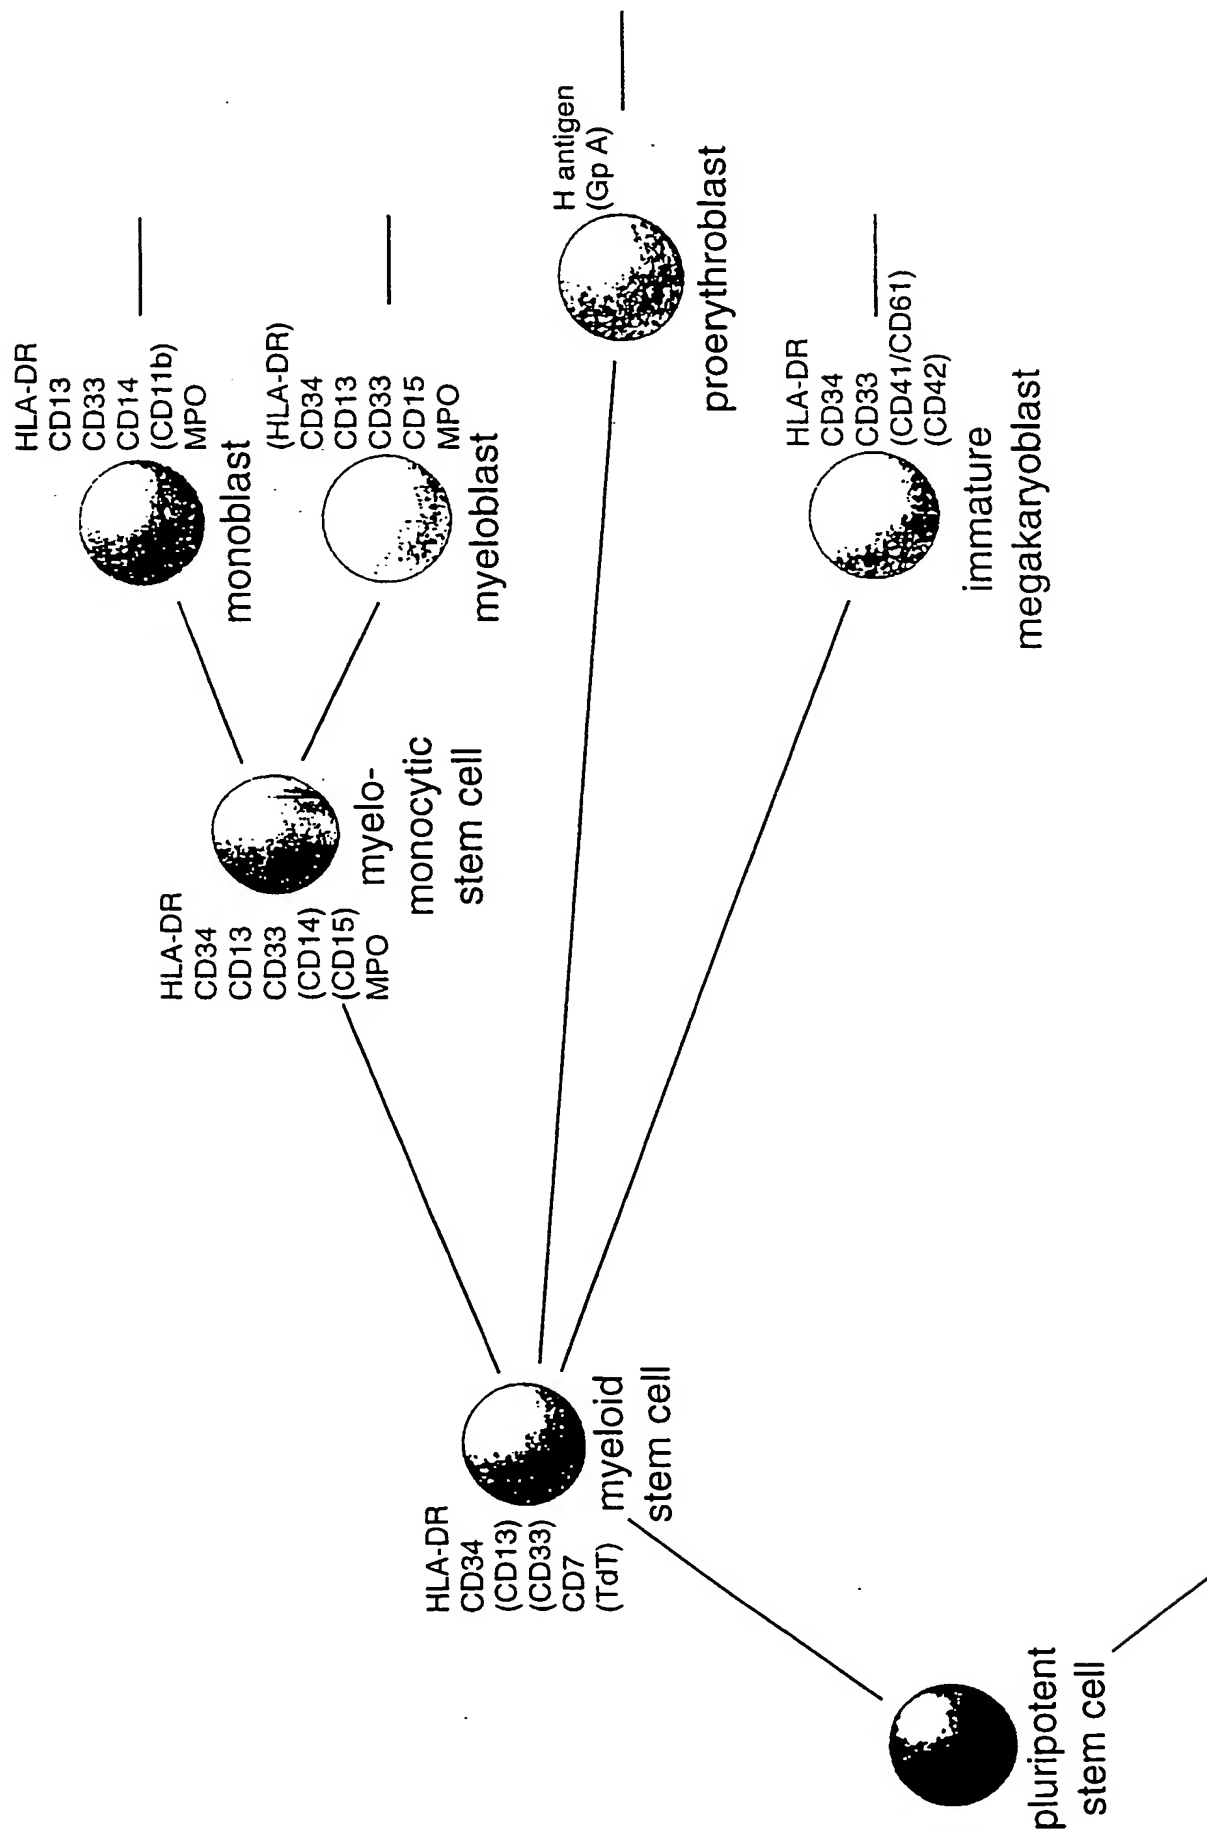 HLA-DR
CD13
CD33
CD14
(CD11b)
MPO
monoblast
(HLA-DR)
CD34
CD13
CD33
CD15
MPO
myeloblast
HLA-DR
CD34
CD13
CD33
(CD14)
(CD15)
MPO
myelo-
monocytic
stem cell
H antigen
(Gp A)
proerythroblast
HLA-DR
CD34
CD33
(CD41/CD61)
(CD42)
immature
megakaryoblast
HLA-DR
CD34
(CD13)
(CD33)
CD7
(TdT)
myeloid
stem cell
pluripotent
stem cell